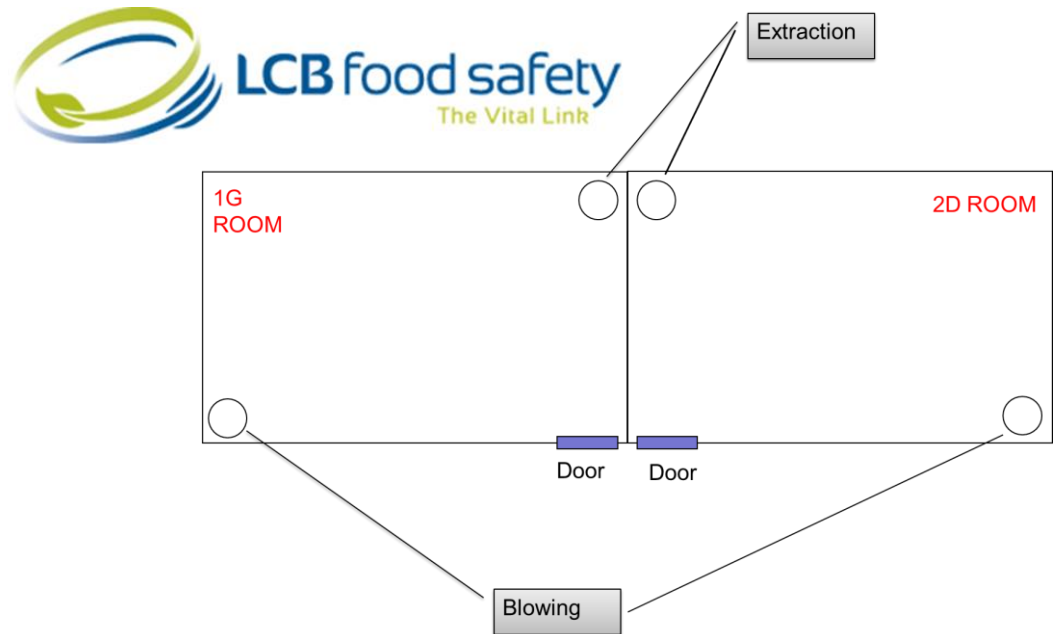 Extraction
LCB food safety
The Vital Link
1G
ROOM
2D ROOM
Door
Door
Blowing